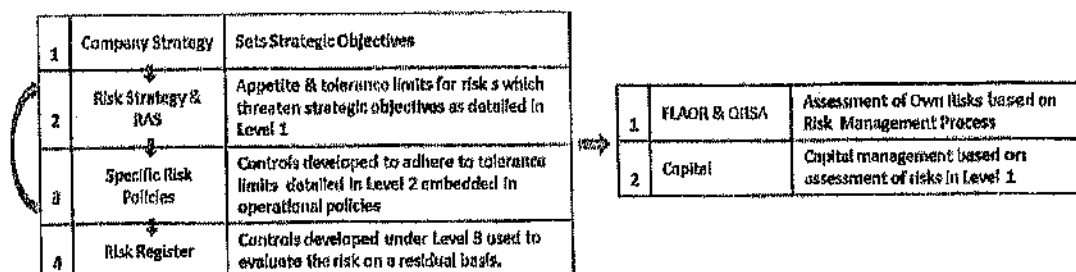 1 Company Strategy Sets Strategic Objectives
2 Risk Strategy &
RAS
Appetite & tolerance limits for risk s which
threaten strategic objectives as detailed in
Level 1
3 Specific Risk
Policies
Controls developed to adhere to tolerance
limits detailed in Level 2 embedded in
operational policies
4 Risk Register
Controls developed under Level 3 used to
evaluate the risk on a residual basis.
1 FLAOR & ORSA
Assessment of Own Risks based on
Risk Management Process
2 Capital
Capital management based on
assessment of risks in Level 1